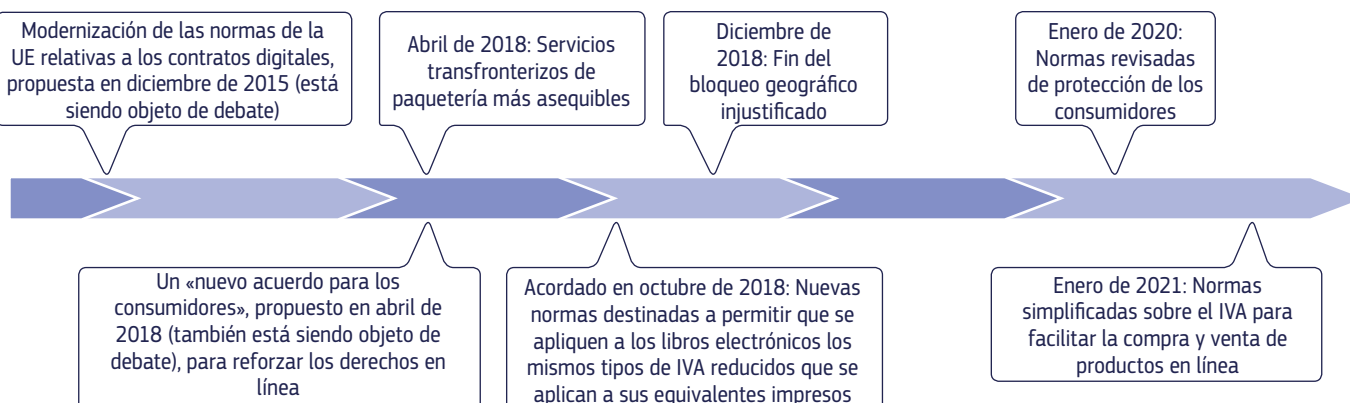 Modernización de las normas de la
UE relativas a los contratos digitales,
propuesta en diciembre de 2015 (está
siendo objeto de debate)
Abril de 2018: Servicios
transfronterizos de
paquetería más asequibles
Diciembre de
2018: Fin del
bloqueo geográfico
injustificado
Enero de 2020:
Normas revisadas
de protección de los
consumidores
Un «nuevo acuerdo para los
consumidores», propuesto en abril de
2018 (también está siendo objeto de
debate), para reforzar los derechos en
línea
Acordado en octubre de 2018: Nuevas
normas destinadas a permitir que se
apliquen a los libros electrónicos los
mismos tipos de IVA reducidos que se
aplican a sus equivalentes impresos
Enero de 2021: Normas
simplificadas sobre el IVA para
facilitar la compra y venta de
productos en línea